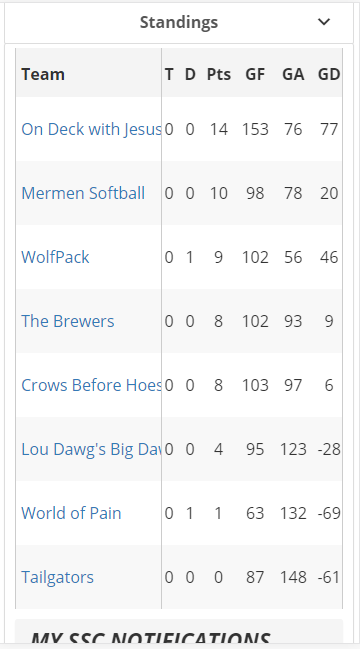 Standings
Team T D Pts GF GA GD
On Deck with Jesus 0 0 14 153 76 77
Mermen Softball 0 0 10 98 78 20
WolfPack 0 1 9 102 56 46
The Brewers 0 0 8 102 93 9
Crows Before Hoes 0 0 8 103 97 6
Lou Dawg's Big Daw 0 0 4 95 123 -28
World of Pain 0 1 1 63 132 -69
Tailgators 0 0 0 87 148 -61
MY SSC NOTIFICATIONS